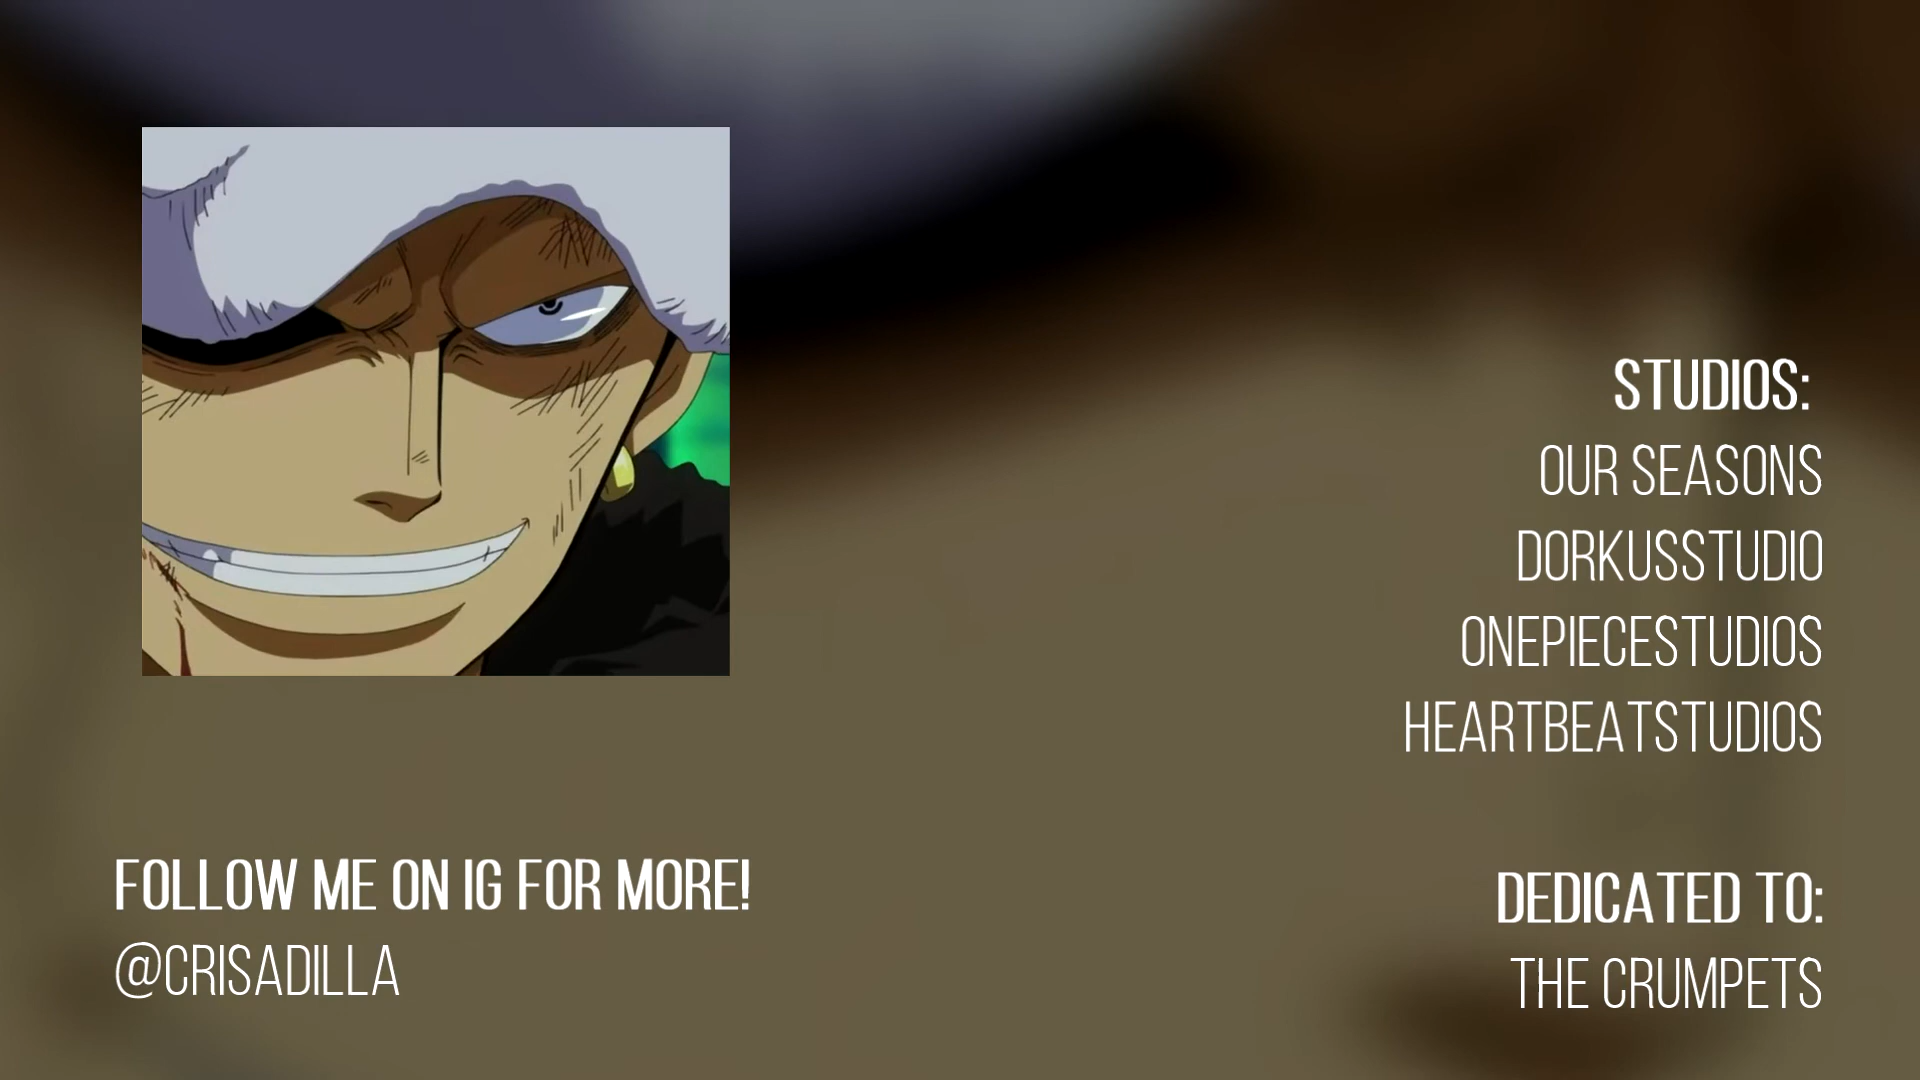 STUDIOS:
OUR SEASONS
DORKUSSTUDIO
ONEPIECESTUDIOS
HEARTBEATSTUDIOS
FOLLOW ME ON IG FOR MORE!
@CRISADILLA
DEDICATED TO:
THE CRUMPETS